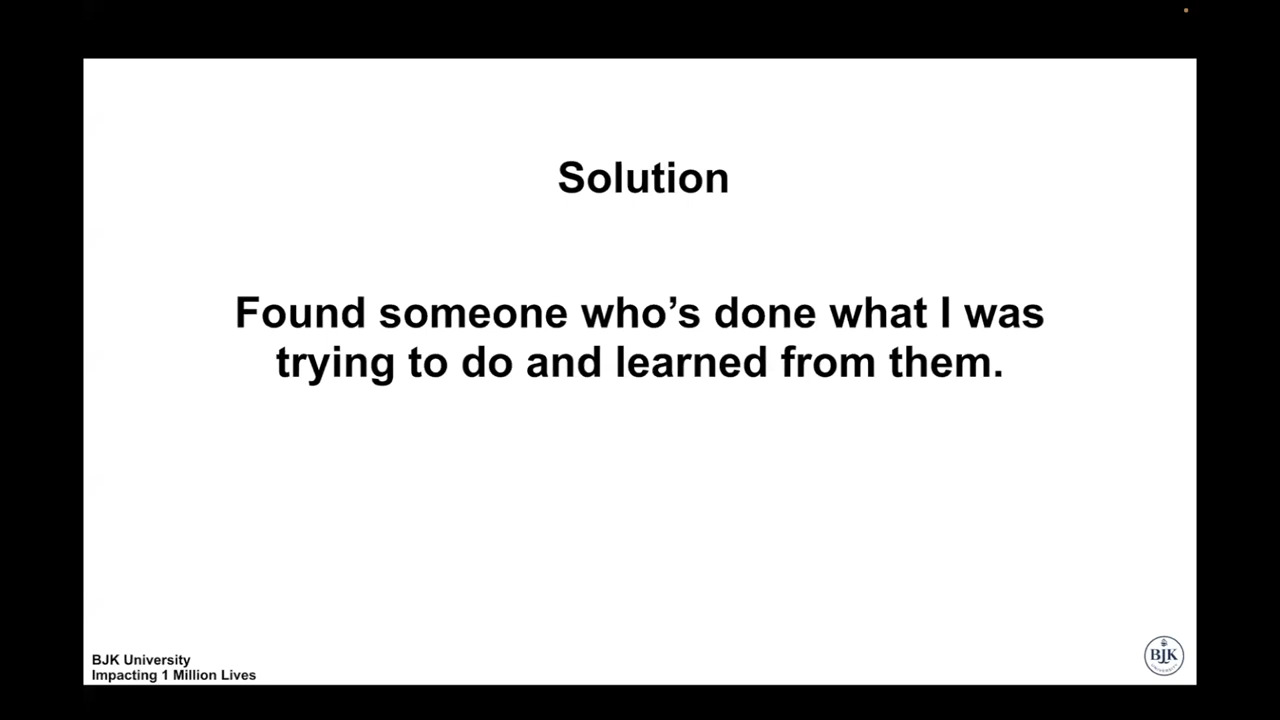 Solution
Found someone who’s done what I was
trying to do and learned from them.
BJK University
Impacting 1 Million Lives
BJK
UNIVERSITY